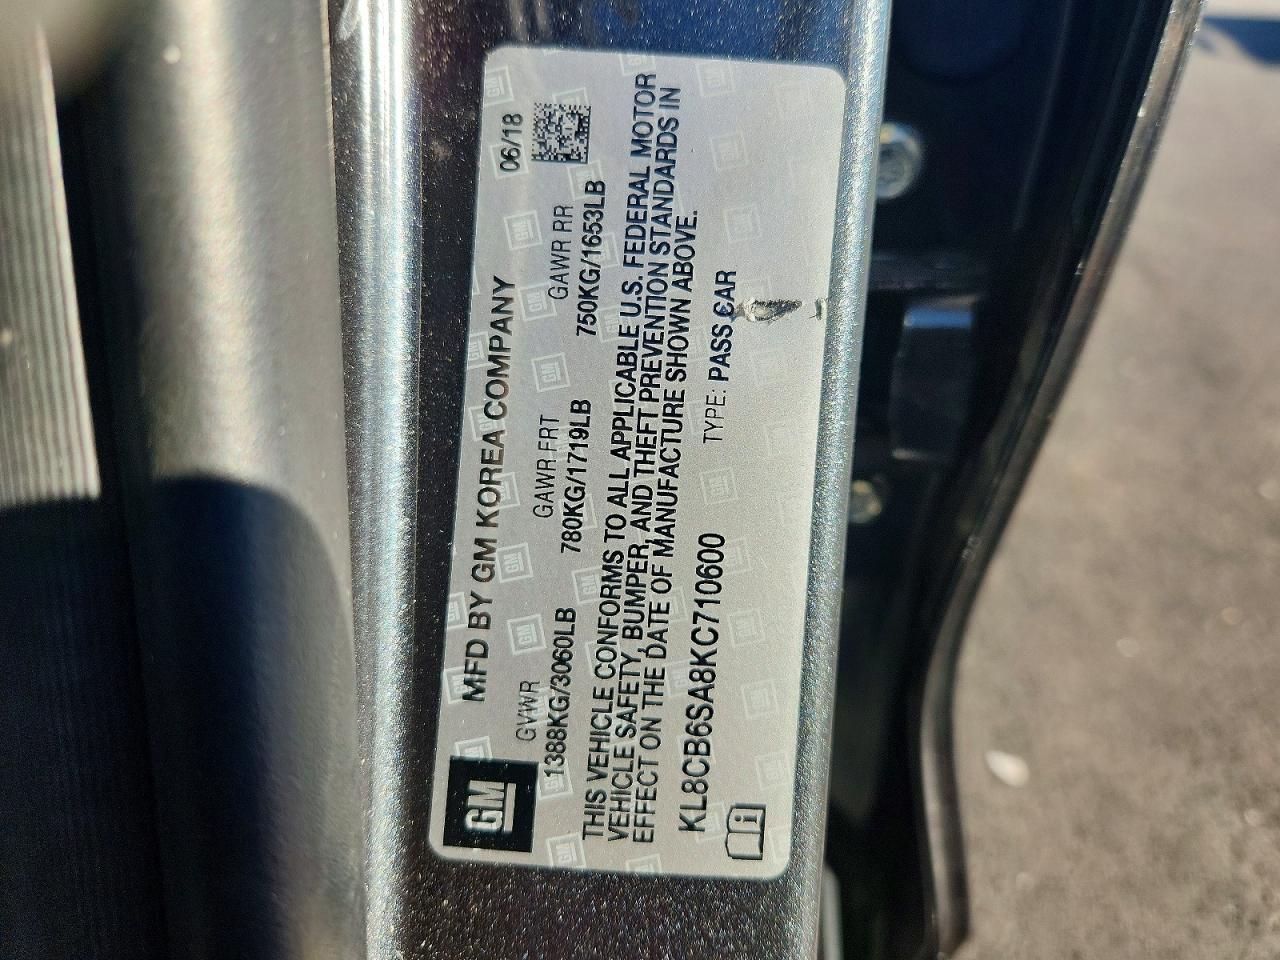 GM
MFD BY GM KOREA COMPANY
06/18
GVWR
GAWR FRT
GAWR RR
1388KG/3060LB
780KG/1719LB
750KG/1653LB
THIS VEHICLE CONFORMS TO ALL APPLICABLE U.S. FEDERAL MOTOR
VEHICLE SAFETY, BUMPER, AND THEFT PREVENTION STANDARDS IN
EFFECT ON THE DATE OF MANUFACTURE SHOWN ABOVE.
KL8CB6SA8KC710600
TYPE: PASS CAR